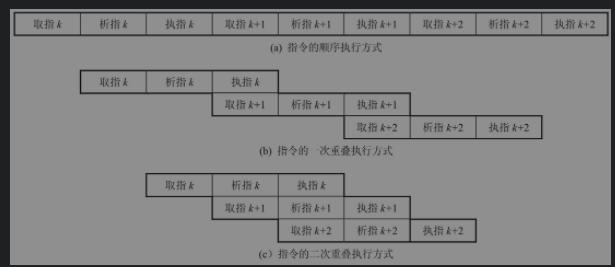 取指 k 析指 k 执指 k 取指 k+1 析指 k+1 执指 k+1 取指 k+2 析指 k+2 执指 k+2
(a) 指令的顺序执行方式
取指 k 析指 k 执指 k
取指 k+1 析指 k+1 执指 k+1
取指 k+2 析指 k+2 执指 k+2
(b) 指令的一次重叠执行方式
取指 k 析指 k 执指 k
取指 k+1 析指 k+1 执指 k+1
取指 k+2 析指 k+2 执指 k+2
(c) 指令的二次重叠执行方式